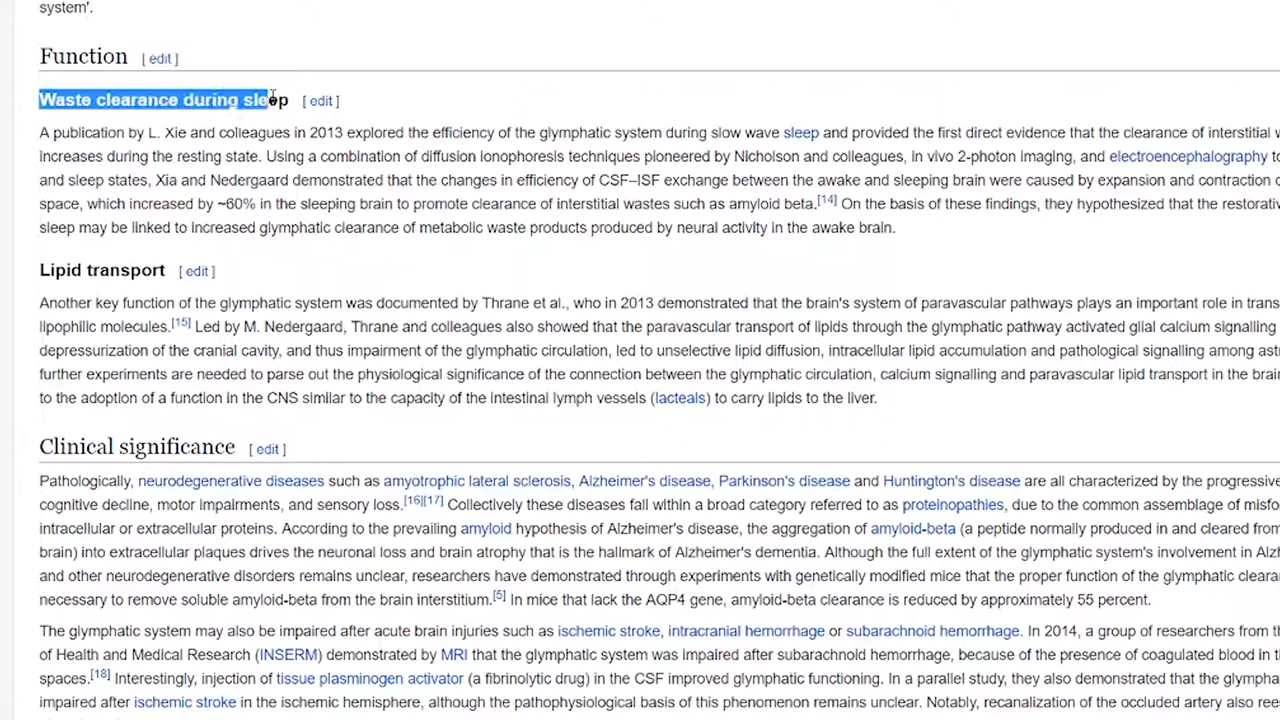 system'.
Function [ edit ]
Waste clearance during sleep [ edit ]
A publication by L. Xie and colleagues in 2013 explored the efficiency of the glymphatic system during slow wave sleep and provided the first direct evidence that the clearance of interstitial
increases during the resting state. Using a combination of diffusion iontophoresis techniques pioneered by Nicholson and colleagues, in vivo 2-photon imaging, and electroencephalography to
and sleep states, Xia and Nedergaard demonstrated that the changes in efficiency of CSF–ISF exchange between the awake and sleeping brain were caused by expansion and contraction
space, which increased by ~60% in the sleeping brain to promote clearance of interstitial wastes such as amyloid beta.[14] On the basis of these findings, they hypothesized that the
sleep may be linked to increased glymphatic clearance of metabolic waste products produced by neural activity in the awake brain.
Lipid transport [ edit ]
Another key function of the glymphatic system was documented by Thrane et al., who in 2013 demonstrated that the brain's system of paravascular pathways plays an important role in
lipophilic molecules.[15] Led by M. Nedergaard, Thrane and colleagues also showed that the paravascular transport of lipids through the glymphatic pathway activated glial calcium signalling
depressurization of the cranial cavity, and thus impairment of the glymphatic circulation, led to unselective lipid diffusion, intracellular lipid accumulation and pathological signalling among
further experiments are needed to parse out the physiological significance of the connection between the glymphatic circulation, calcium signalling and paravascular lipid transport in the
to the adoption of a function in the CNS similar to the capacity of the intestinal lymph vessels (lacteals) to carry lipids to the liver.
Clinical significance [ edit ]
Pathologically, neurodegenerative diseases such as amyotrophic lateral sclerosis, Alzheimer's disease, Parkinson's disease and Huntington's disease are all characterized by the progressive
cognitive decline, motor impairments, and sensory loss.[16][17] Collectively these diseases fall within a broad category referred to as proteinopathies, due to the common assemblage of
intracellular or extracellular proteins. According to the prevailing amyloid hypothesis of Alzheimer's disease, the aggregation of amyloid-beta (a peptide normally produced in and cleared from
brain) into extracellular plaques drives the neuronal loss and brain atrophy that is the hallmark of Alzheimer's dementia. Although the full extent of the glymphatic system's involvement in
and other neurodegenerative disorders remains unclear, researchers have demonstrated through experiments with genetically modified mice that the proper function of the glymphatic
necessary to remove soluble amyloid-beta from the brain interstitium.[5] In mice that lack the AQP4 gene, amyloid-beta clearance is reduced by approximately 55 percent.
The glymphatic system may also be impaired after acute brain injuries such as ischemic stroke, intracranial hemorrhage or subarachnoid hemorrhage. In 2014, a group of researchers from
of Health and Medical Research (INSERM) demonstrated by MRI that the glymphatic system was impaired after subarachnoid hemorrhage, because of the presence of coagulated blood in
spaces.[18] Interestingly, injection of tissue plasminogen activator (a fibrinolytic drug) in the CSF improved glymphatic functioning. In a parallel study, they also demonstrated that the
impaired after ischemic stroke in the ischemic hemisphere, although the pathophysiological basis of this phenomenon remains unclear. Notably, recanalization of the occluded artery also